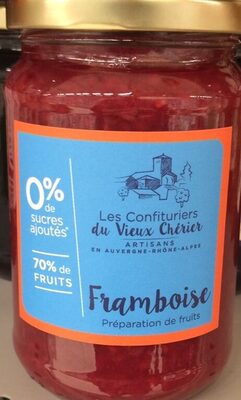 0%
de
sucres
ajoutés*
70% de
FRUITS
Les Confituriers
du Vieux Chérier
ARTISANS
EN AUVERGNE-RHÔNE-ALPES
Framboise
Préparation de fruits